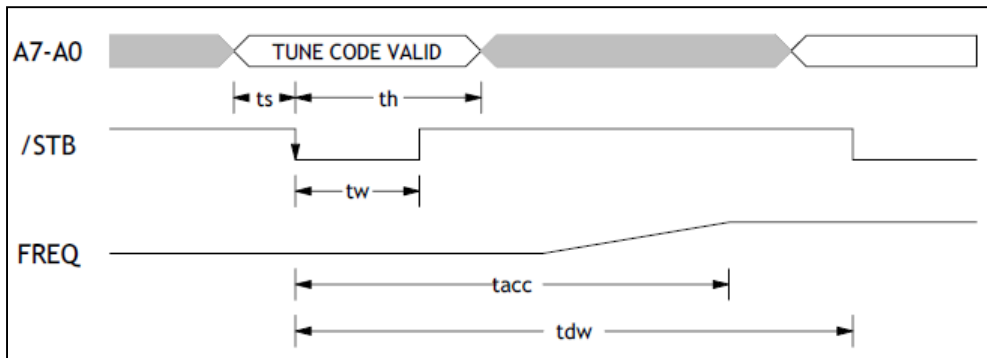 A7-A0 TUNE CODE VALID
ts th
/STB
tw
FREQ
tacc
tdw